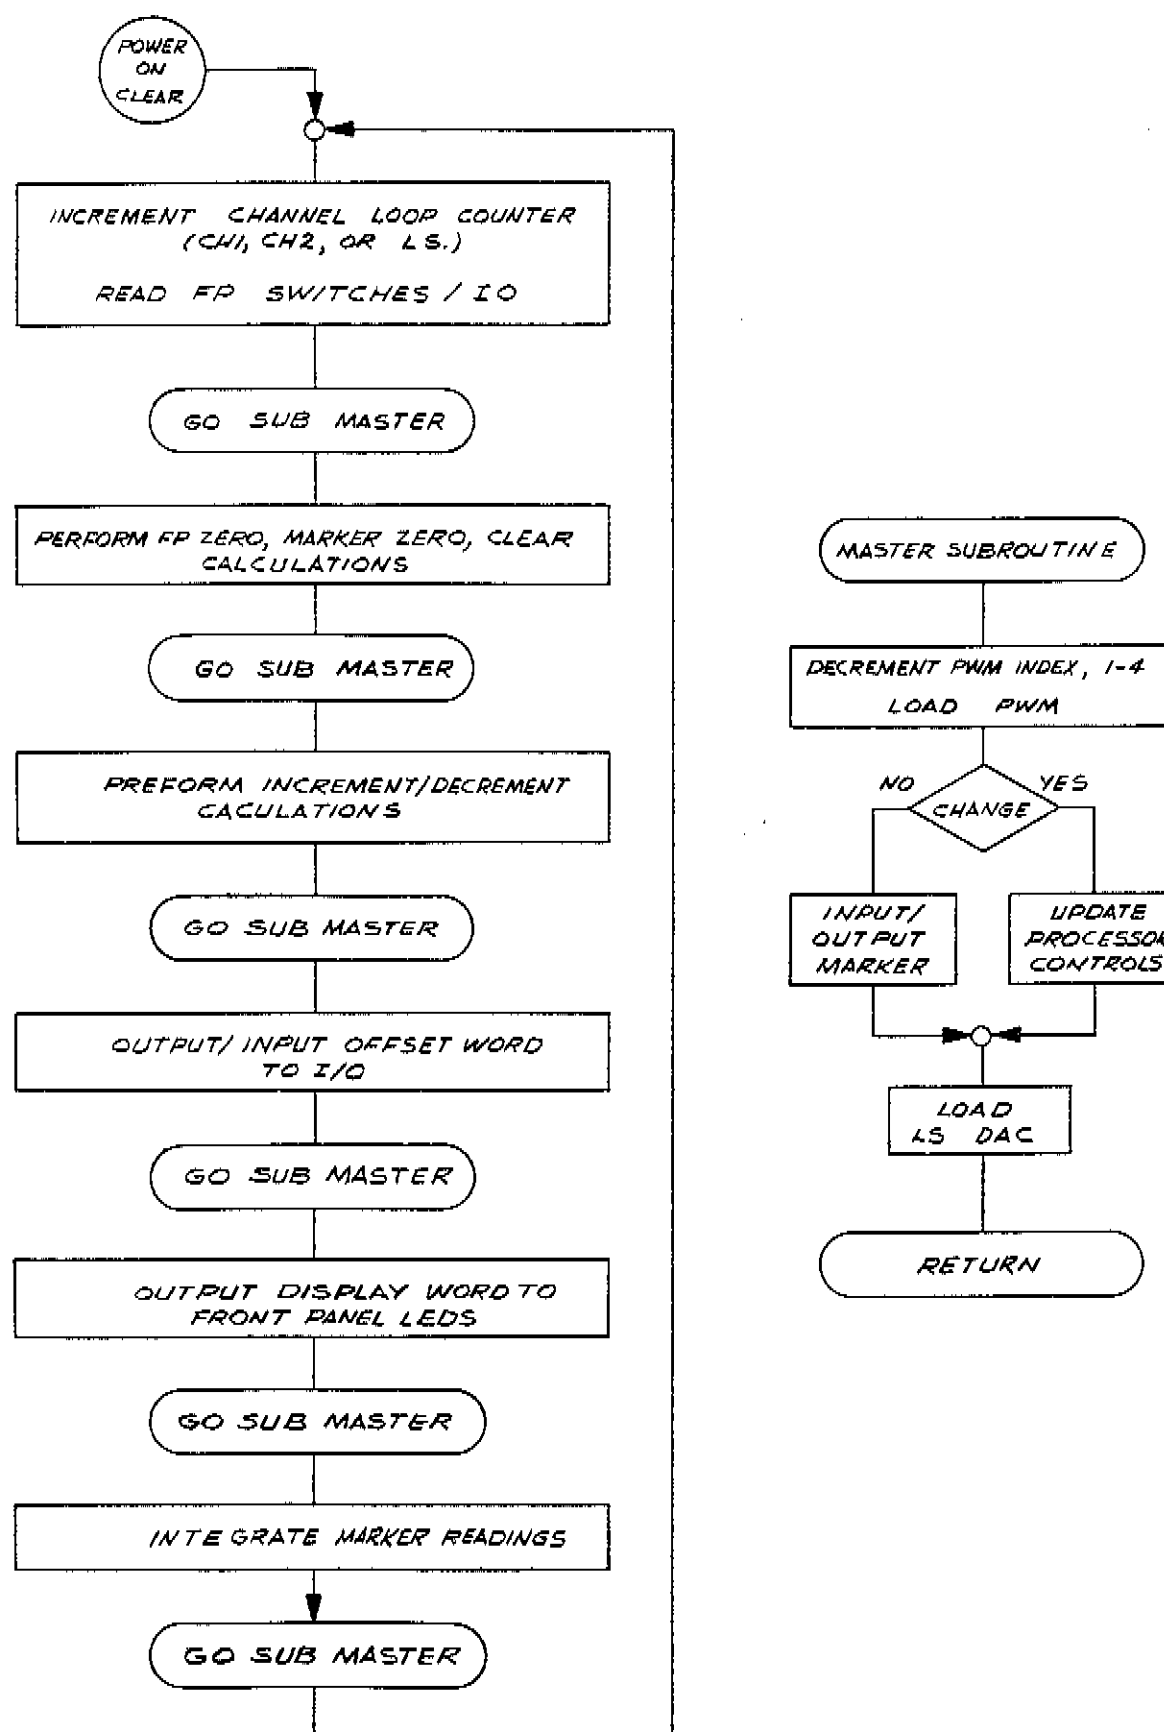 POWER
ON
CLEAR
INCREMENT CHANNEL LOOP COUNTER
(CH1, CH2, OR LS.)
READ FP SWITCHES / IO
GO SUB MASTER
PERFORM FP ZERO, MARKER ZERO, CLEAR
CALCULATIONS
GO SUB MASTER
PREFORM INCREMENT/DECREMENT
CACULATIONS
GO SUB MASTER
OUTPUT/INPUT OFFSET WORD
TO I/O
GO SUB MASTER
OUTPUT DISPLAY WORD TO
FRONT PANEL LEDS
GO SUB MASTER
INTEGRATE MARKER READINGS
GO SUB MASTER
MASTER SUBROUTINE
DECREMENT PWM INDEX, 1-4
LOAD PWM
NO
YES
CHANGE
INPUT/
OUTPUT
MARKER
UPDATE
PROCESSOR
CONTROLS
LOAD
LS DAC
RETURN